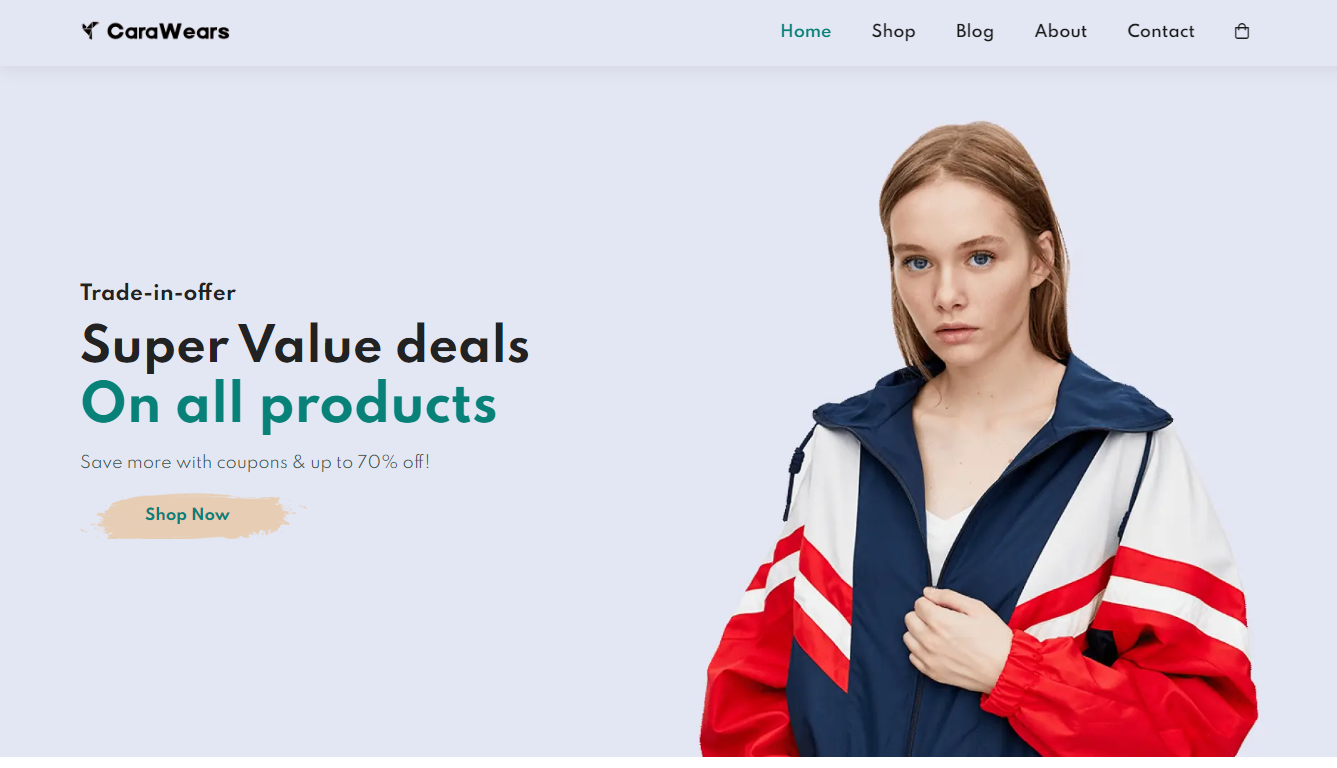 CaraWears
Home Shop Blog About Contact
Trade-in-offer
Super Value deals
On all products
Save more with coupons & up to 70% off!
Shop Now